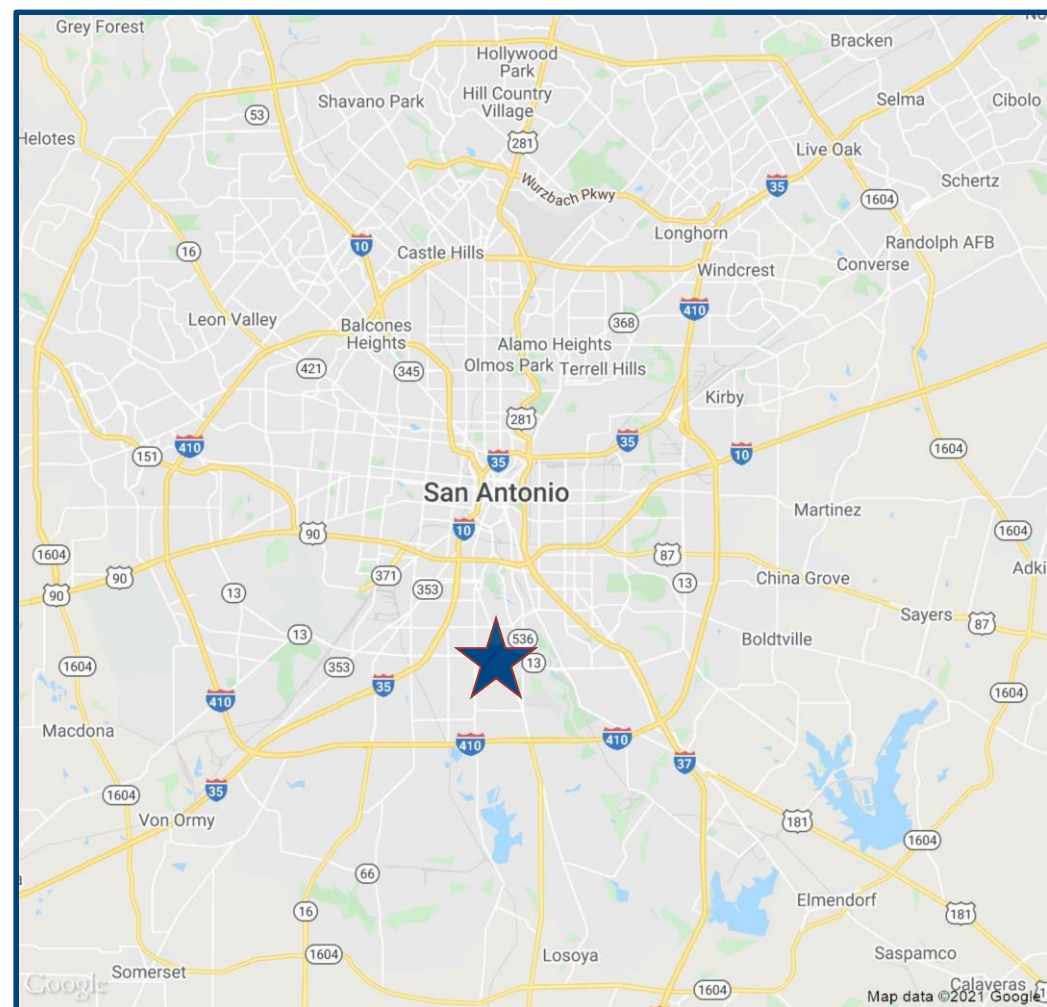 Grey Forest
Bracken
Hollywood
Park
Hill Country
Village
Shavano Park
53
Selma
Cibolo
Helotes
281
Live Oak
Wurzbach Pkwy
35
Schertz
1604
16
10
Castle Hills
Longhorn
Randolph AFB
Windcrest
Converse
410
Leon Valley
Balcones
Heights
368
Alamo Heights
421
345
Olmos Park
Terrell Hills
Kirby
281
410
35
10
1604
151
35
San Antonio
Martinez
10
90
1604
1604
87
90
371
13
China Grove
Adki
90
13
353
Sayers
87
13
536
Boldtville
1604
353
13
35
1604
410
Macdona
410
410
37
1604
35
Von Ormy
181
1604
66
Elmendorf
16
181
1604
Losoya
Saspamco
Somerset
Google
1604
Calaveras
Map data ©2021 Google